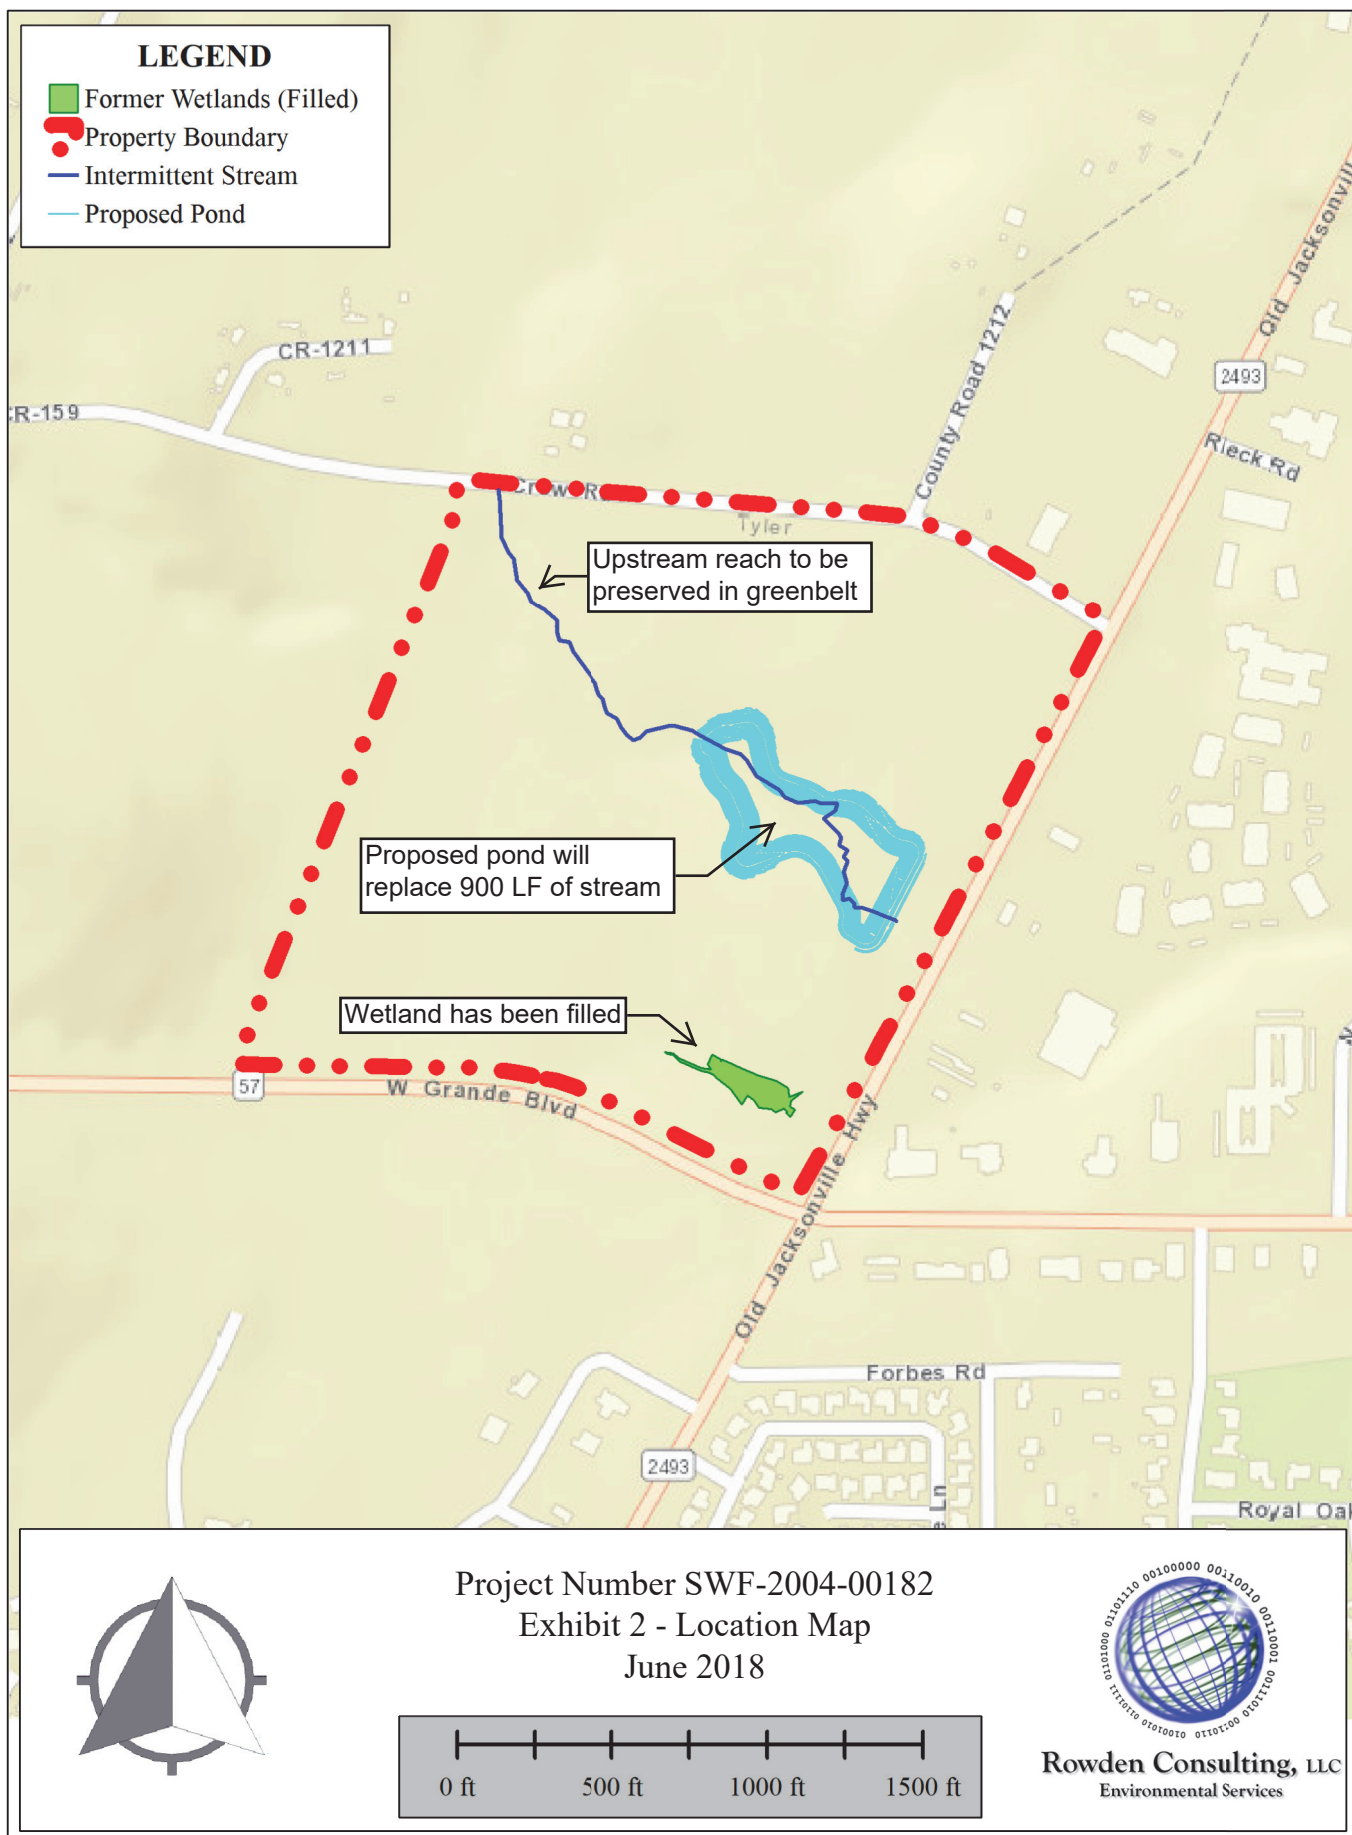 LEGEND
Former Wetlands (Filled)
Property Boundary
Intermittent Stream
Proposed Pond
Old Jacksonvill
2493
CR-1211
CR-159
County Road 1212
Rieck Rd
Tyler
Upstream reach to be
preserved in greenbelt
Proposed pond will
replace 900 LF of stream
Wetland has been filled
57
W Grande Blvd
Old Jacksonville Hwy
Forbes Rd
2493
e Ln
Royal Oak
Project Number SWF-2004-00182
Exhibit 2 - Location Map
June 2018
0 ft 500 ft 1000 ft 1500 ft
Rowden Consulting, LLC
Environmental Services